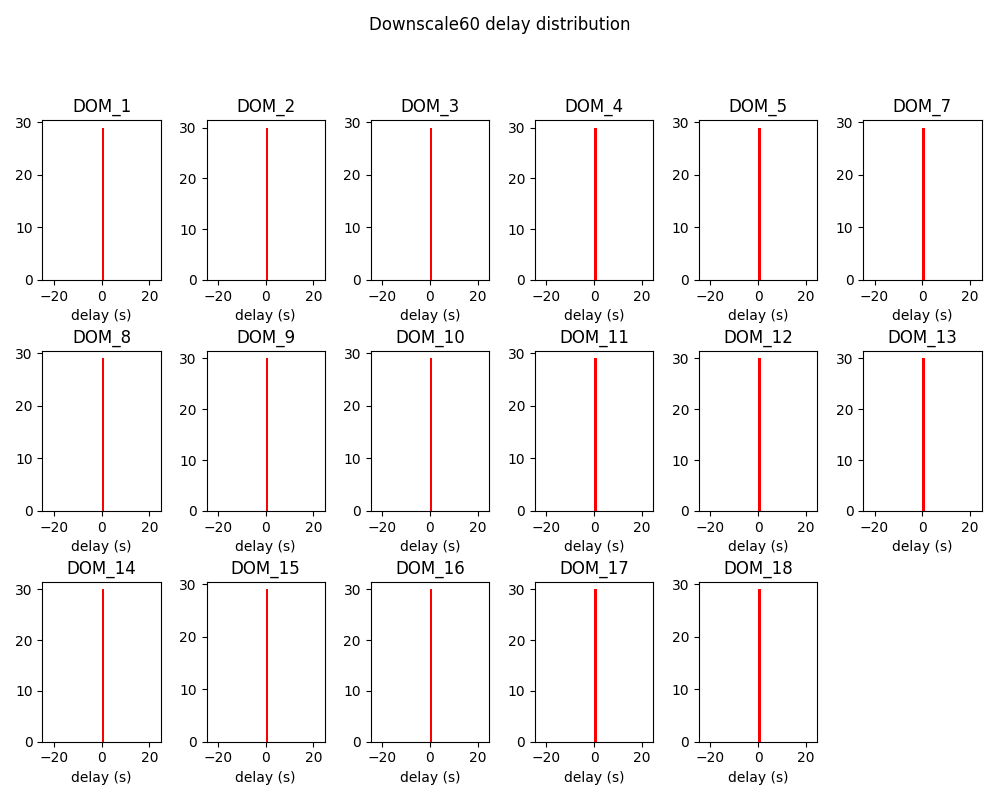 Downscale60 delay distribution
DOM_1 DOM_2 DOM_3 DOM_4 DOM_5 DOM_7
30 30 30 30 30 30
20 20 20 20 20 20
10 10 10 10 10 10
0 0 0 0 0 0
−20 0 20 −20 0 20 −20 0 20 −20 0 20 −20 0 20 −20 0 20
delay (s) delay (s) delay (s) delay (s) delay (s) delay (s)
DOM_8 DOM_9 DOM_10 DOM_11 DOM_12 DOM_13
30 30 30 30 30 30
20 20 20 20 20 20
10 10 10 10 10 10
0 0 0 0 0 0
−20 0 20 −20 0 20 −20 0 20 −20 0 20 −20 0 20 −20 0 20
delay (s) delay (s) delay (s) delay (s) delay (s) delay (s)
DOM_14 DOM_15 DOM_16 DOM_17 DOM_18
30 30 30 30 30
20 20 20 20 20
10 10 10 10 10
0 0 0 0 0
−20 0 20 −20 0 20 −20 0 20 −20 0 20 −20 0 20
delay (s) delay (s) delay (s) delay (s) delay (s)